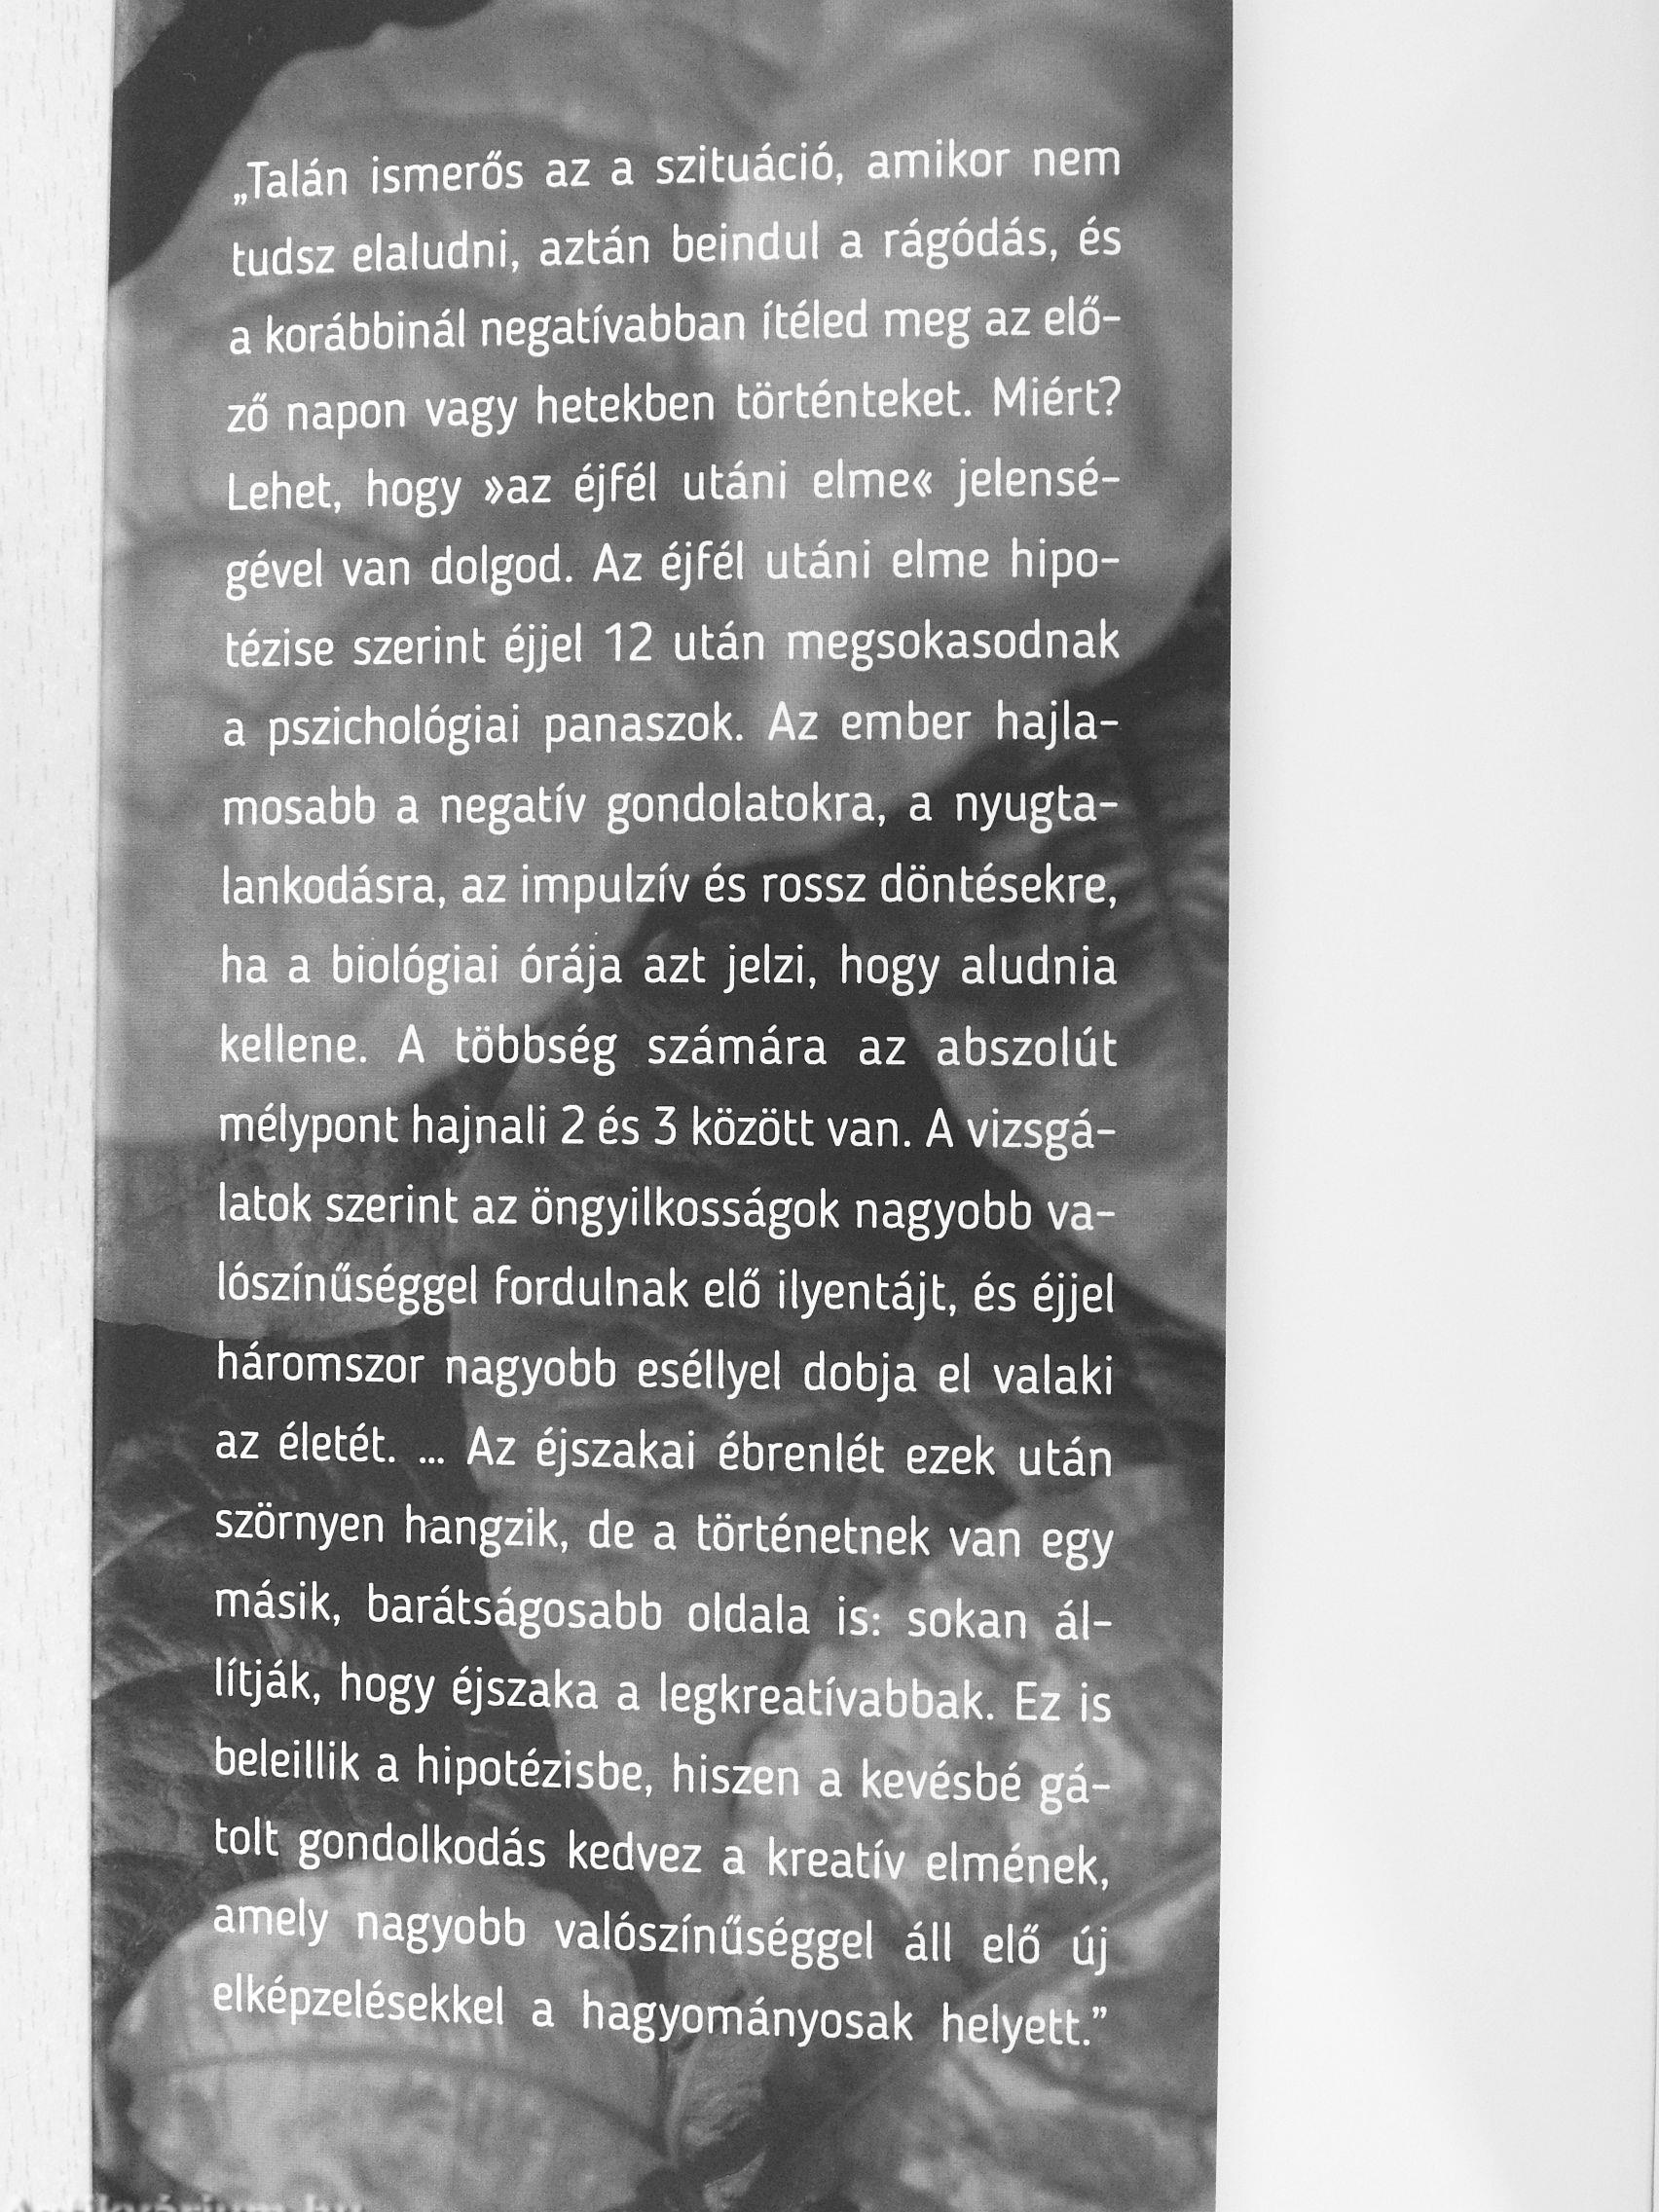 „Talán ismerős az a szituáció, amikor nem
tudsz elaludni, aztán beindul a rágódás, és
a korábbinál negatívabban ítéled meg az elő-
ző napon vagy hetekben történteket. Miért?
Lehet, hogy »az éjfél utáni elme« jelensé-
gével van dolgod. Az éjfél utáni elme hipo-
tézise szerint éjjel 12 után megsokasodnak
a pszichológiai panaszok. Az ember hajla-
mosabb a negatív gondolatokra, a nyugta-
lankodásra, az impulzív és rossz döntésekre,
ha a biológiai órája azt jelzi, hogy aludnia
kellene. A többség számára az abszolút
mélypont hajnali 2 és 3 között van. A vizsgá-
latok szerint az öngyilkosságok nagyobb va-
lószínűséggel fordulnak elő ilyentájt, és éjjel
háromszor nagyobb eséllyel dobja el valaki
az életét. ... Az éjszakai ébrenlét ezek után
szörnyen hangzik, de a történetnek van egy
másik, barátságosabb oldala is: sokan ál-
lítják, hogy éjszaka a legkreatívabbak. Ez is
beleillik a hipotézisbe, hiszen a kevésbé gá-
tolt gondolkodás kedvez a kreatív elmének,
amely nagyobb valószínűséggel áll elő új
elképzelésekkel a hagyományosak helyett.”